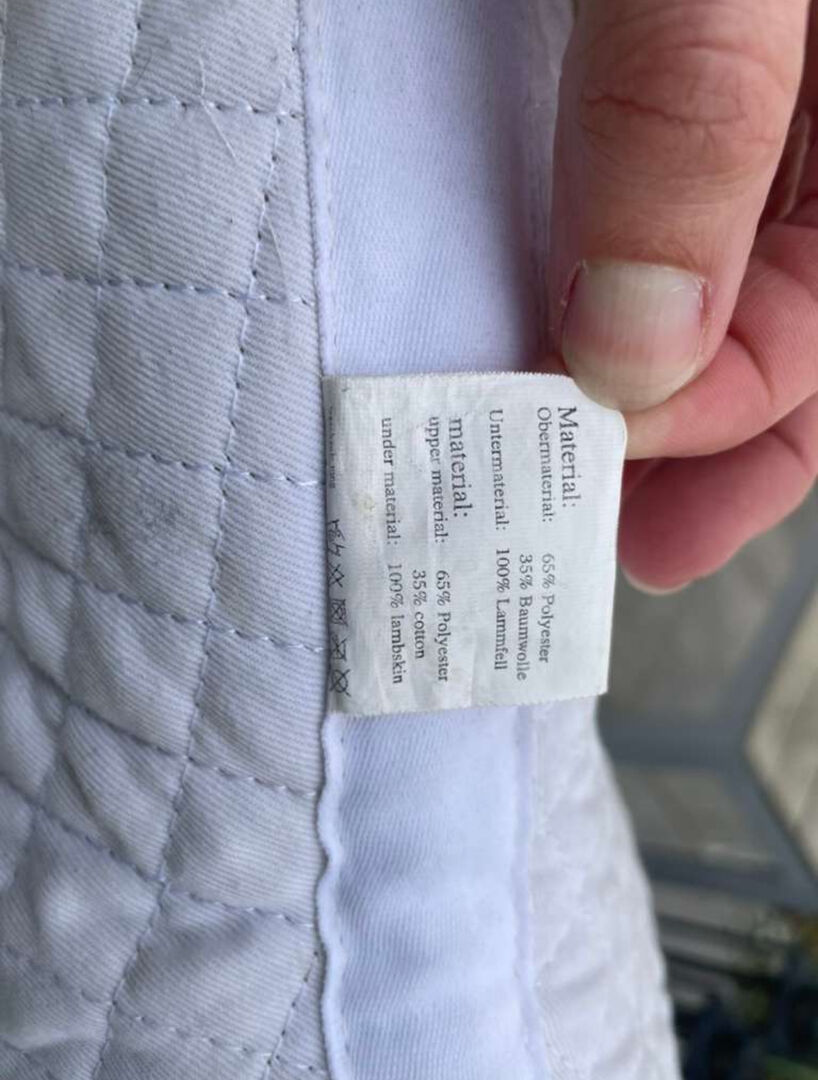 Material:
Obermaterial: 65% Polyester
35% Baumwolle
Untermaterial: 100% Lammfell
material:
upper material: 65% Polyester
35% cotton
under material: 100% lambskin